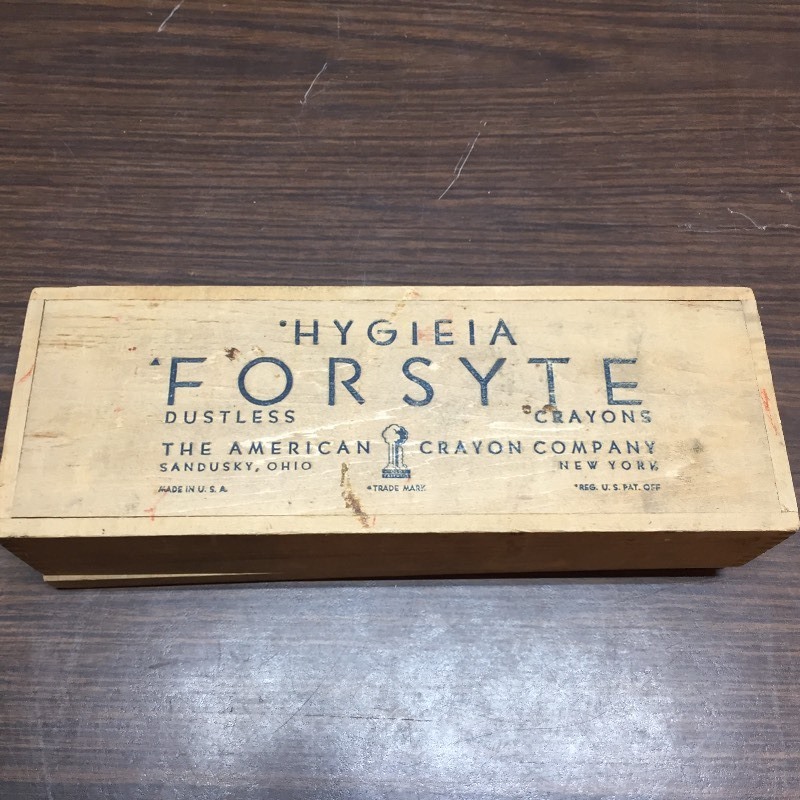 *HYGIEIA
*FORSYTE
DUSTLESS CRAYONS
THE AMERICAN CRAYON COMPANY
SANDUSKY, OHIO NEW YORK
MADE IN U. S. A. *TRADE MARK *REG. U. S. PAT. OFF